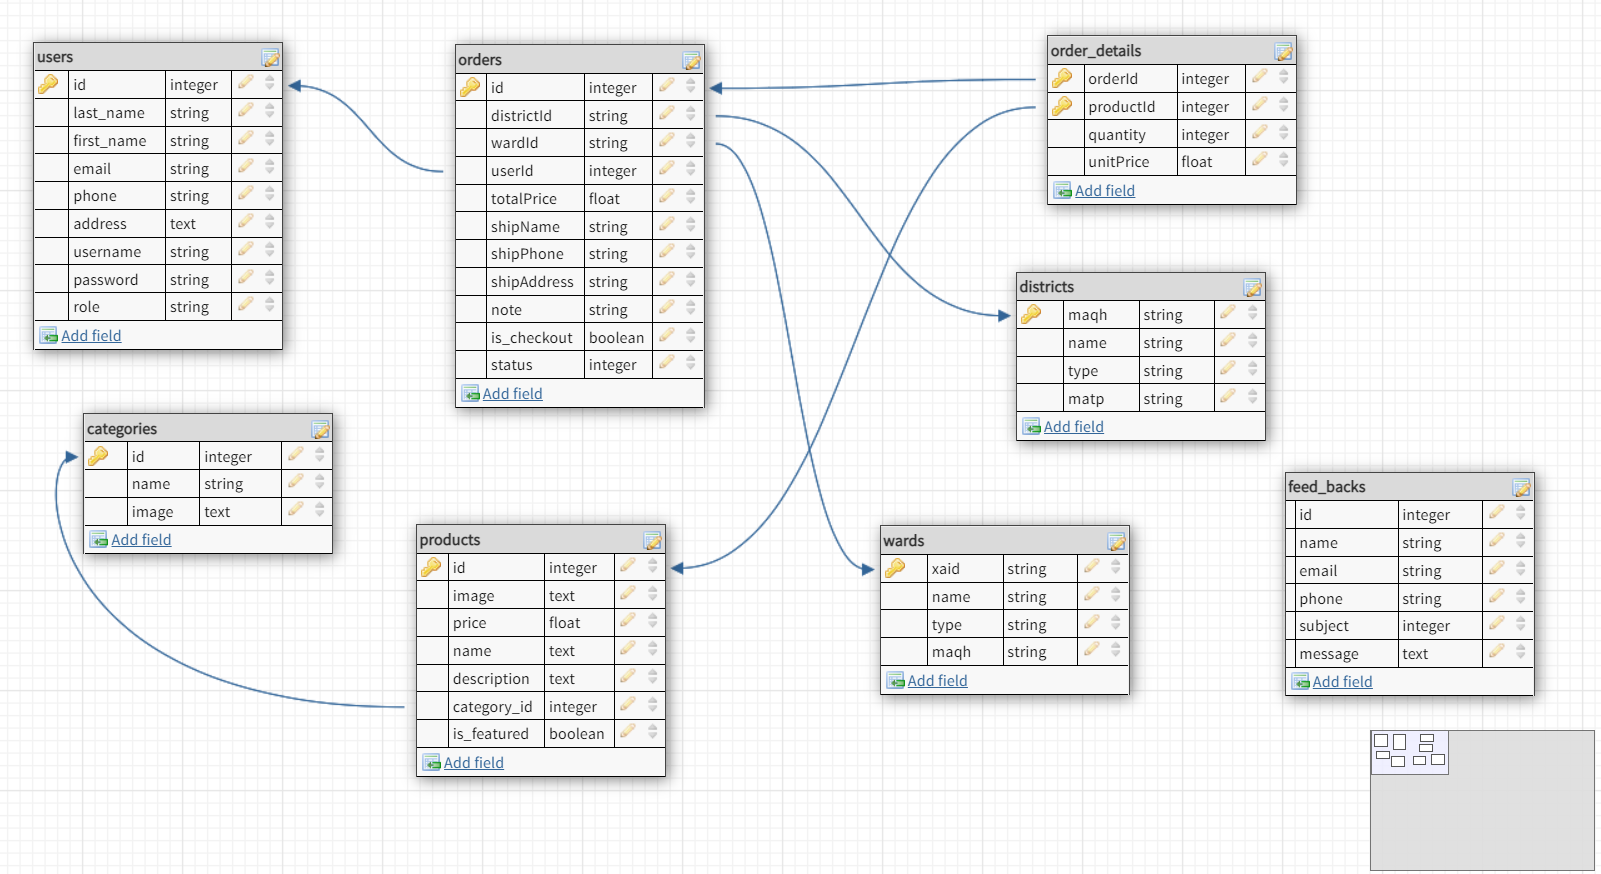 users
id integer
last_name string
first_name string
email string
phone string
address text
username string
password string
role string
Add field
orders
id integer
districtId string
wardId string
userId integer
totalPrice float
shipName string
shipPhone string
shipAddress string
note string
is_checkout boolean
status integer
Add field
order_details
orderId integer
productId integer
quantity integer
unitPrice float
Add field
districts
maqh string
name string
type string
matp string
Add field
categories
id integer
name string
image text
Add field
products
id integer
image text
price float
name text
description text
category_id integer
is_featured boolean
Add field
wards
xaid string
name string
type string
maqh string
Add field
feed_backs
id integer
name string
email string
phone string
subject integer
message text
Add field